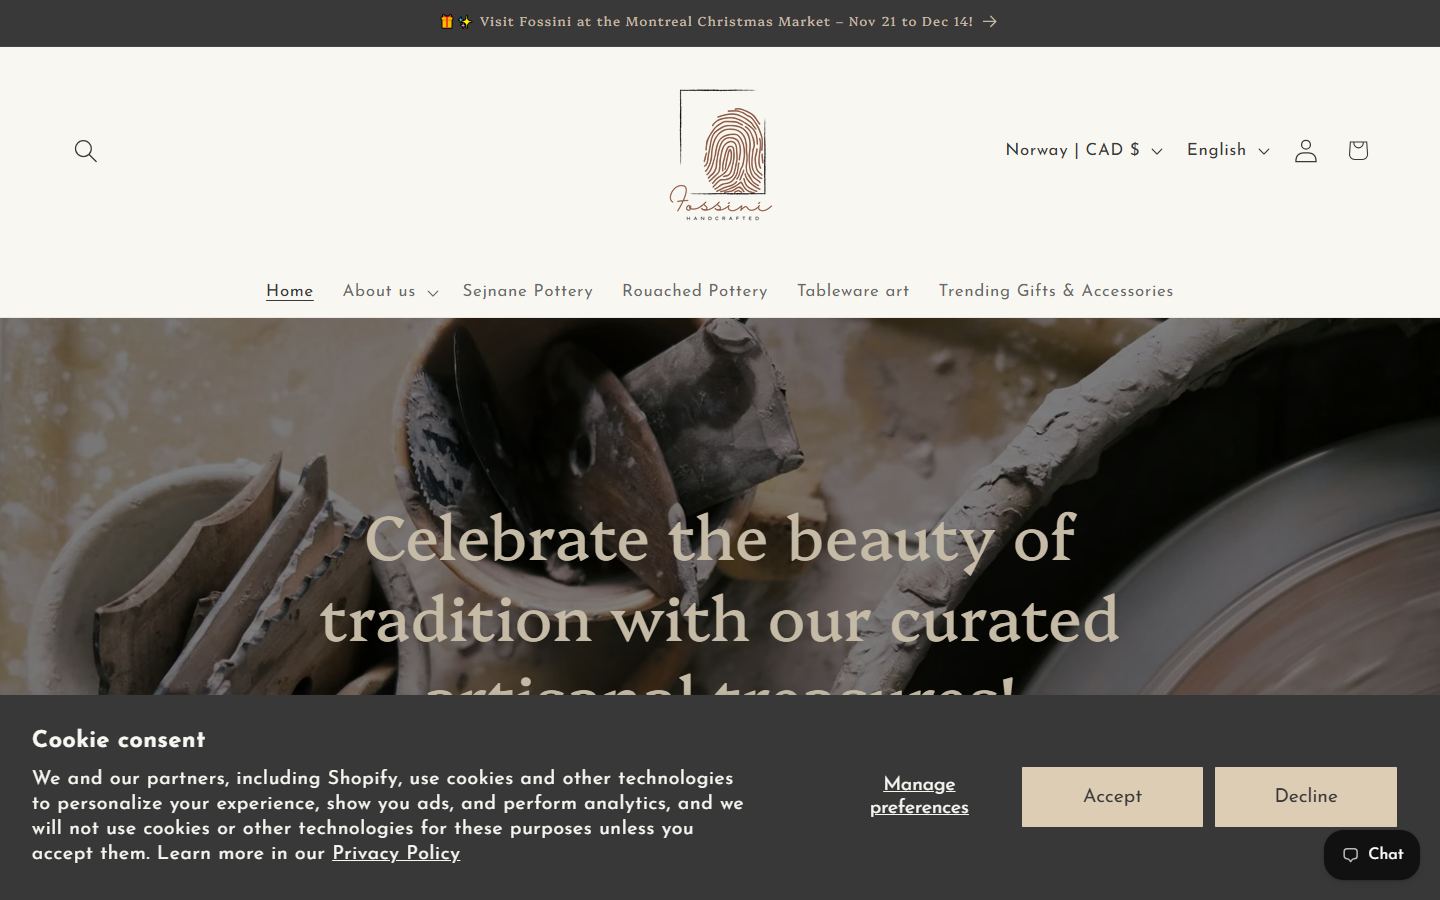 🎁✨ Visit Fossini at the Montreal Christmas Market – Nov 21 to Dec 14!
Fossini
HANDCRAFTED
Norway | CAD $
English
Home
About us
Sejnane Pottery
Rouached Pottery
Tableware art
Trending Gifts & Accessories
Celebrate the beauty of
tradition with our curated
artisanal treasures!
Cookie consent
We and our partners, including Shopify, use cookies and other technologies
to personalize your experience, show you ads, and perform analytics, and we
will not use cookies or other technologies for these purposes unless you
accept them. Learn more in our Privacy Policy
Manage
preferences
Accept
Decline
Chat